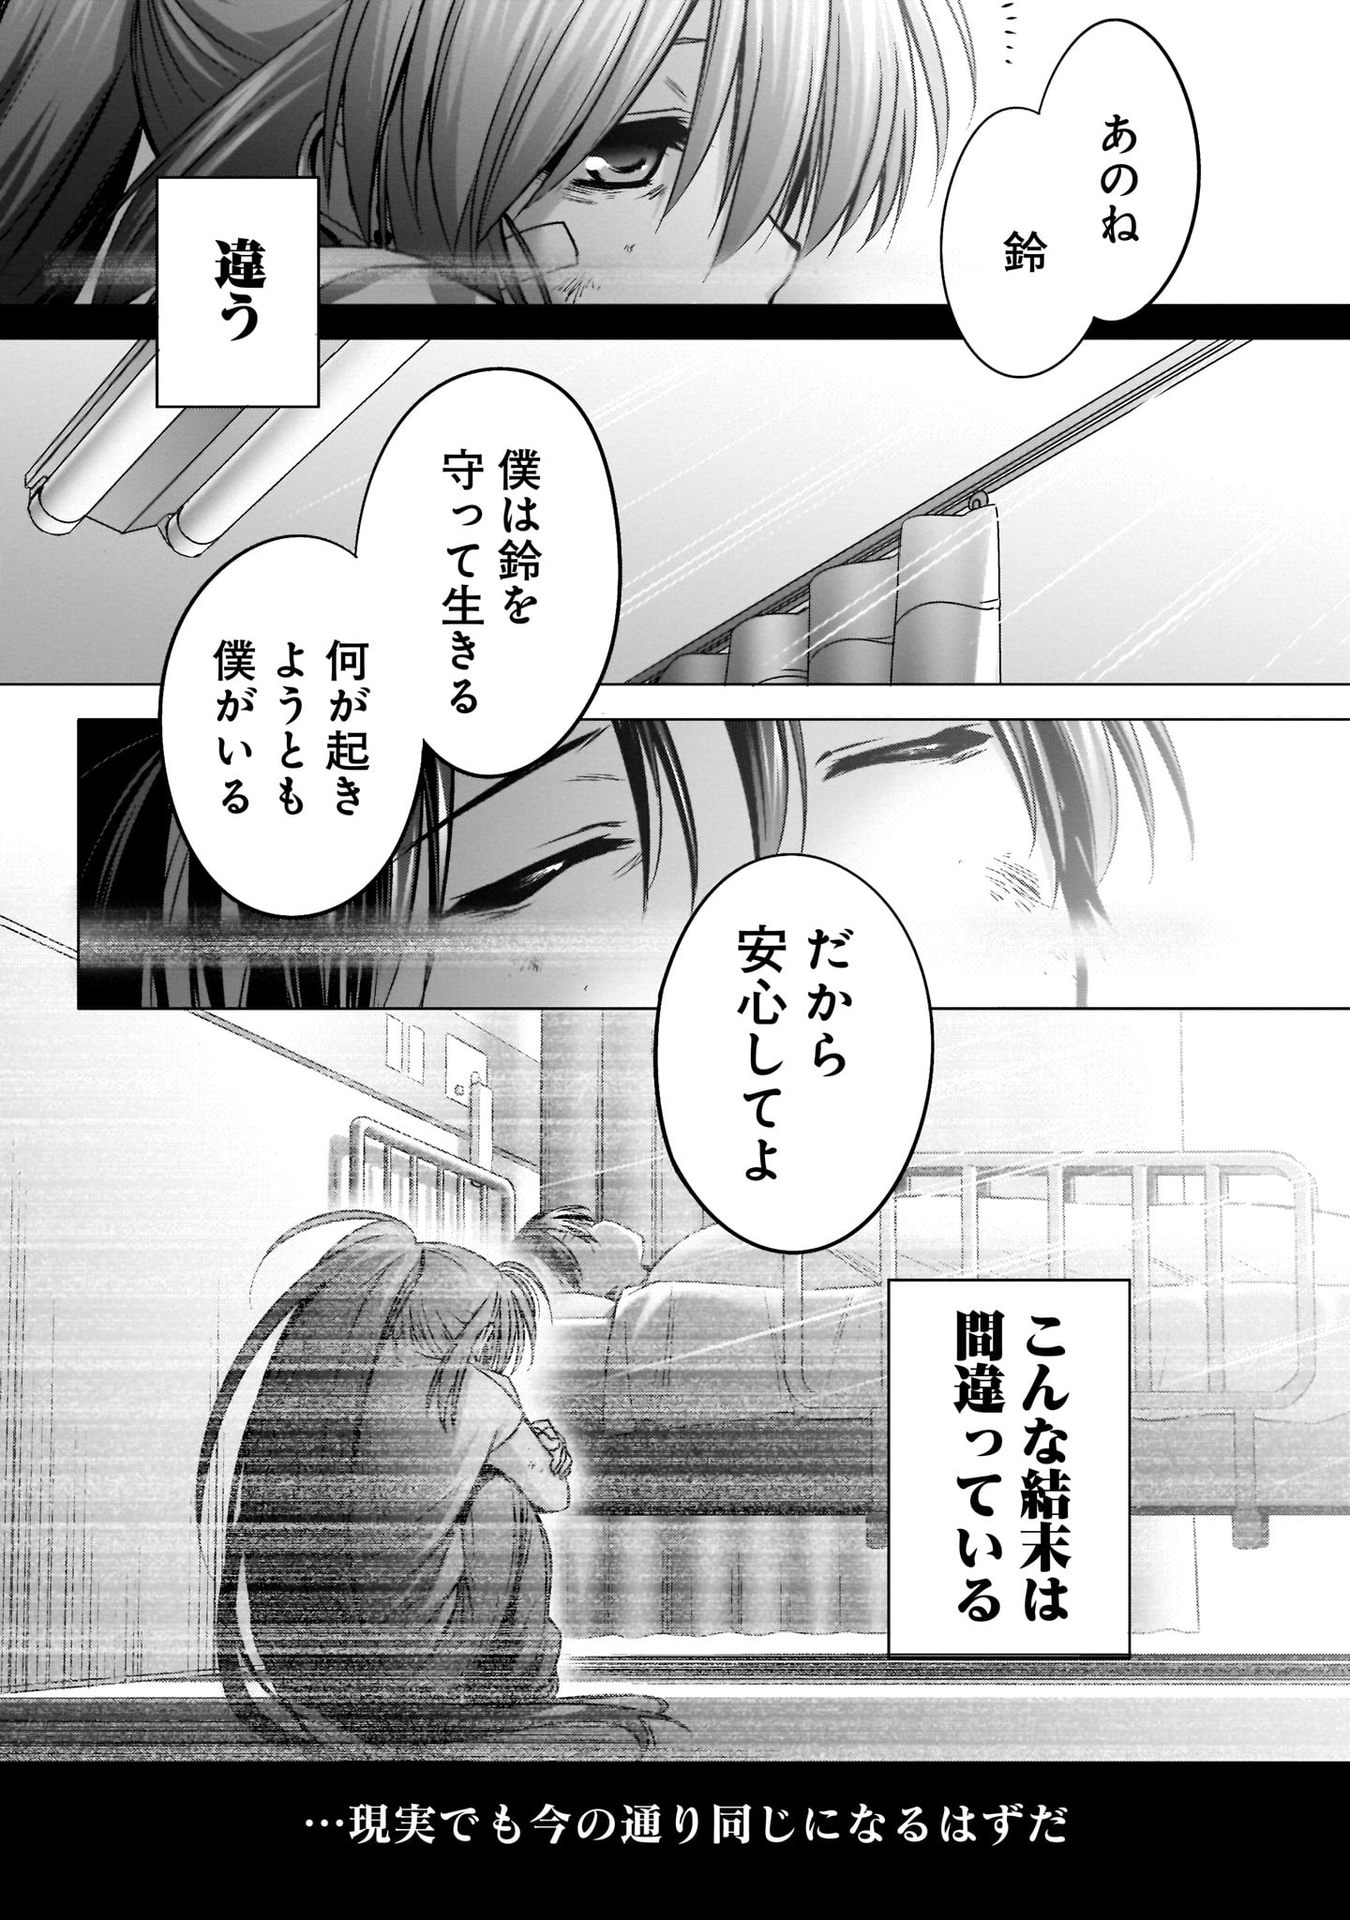 あのね
鈴
違う
僕は鈴を
守って生きる
何が起き
ようとも
僕がいる
だから
安心してよ
こんな結末は
間違っている
…現実でも今の通り同じになるはずだ